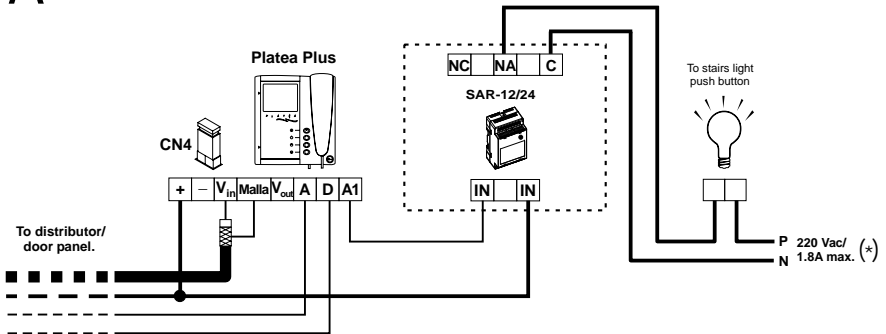 A
Platea Plus
CN4
NC NA C
SAR-12/24
To stairs light
push button
+ – Vin Malla Vout A D A1
IN IN
To distributor/
door panel.
P
N
220 Vac/
1.8A max. (*)